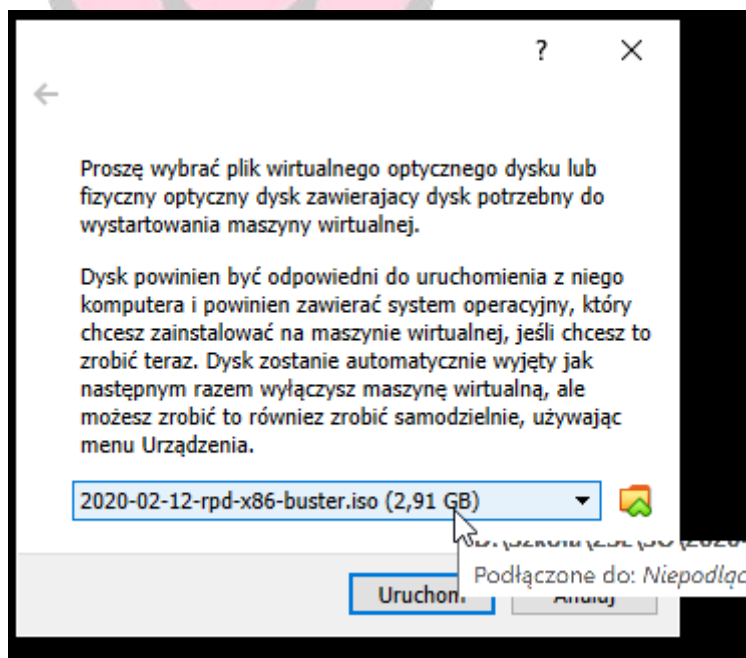 ?
Proszę wybrać plik wirtualnego optycznego dysku lub
fizyczny optyczny dysk zawierajacy dysk potrzebny do
wystartowania maszyny wirtualnej.
Dysk powinien być odpowiedni do uruchomienia z niego
komputera i powinien zawierać system operacyjny, który
chcesz zainstalować na maszynie wirtualnej, jeśli chcesz to
zrobić teraz. Dysk zostanie automatycznie wyjęty jak
następnym razem wyłączysz maszynę wirtualną, ale
możesz zrobić to równiez zrobić samodzielnie, używając
menu Urządzenia.
2020-02-12-rpd-x86-buster.iso (2,91 GB)
Podłączone do: Niepodłąc
Uruchom